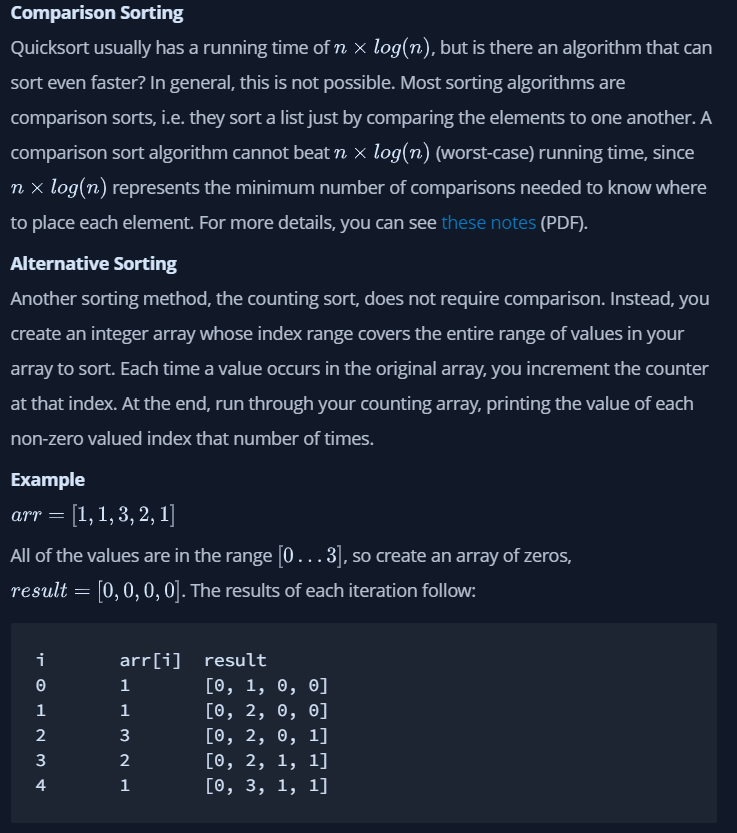 Comparison Sorting
Quicksort usually has a running time of n × log(n), but is there an algorithm that can
sort even faster? In general, this is not possible. Most sorting algorithms are
comparison sorts, i.e. they sort a list just by comparing the elements to one another. A
comparison sort algorithm cannot beat n × log(n) (worst-case) running time, since
n × log(n) represents the minimum number of comparisons needed to know where
to place each element. For more details, you can see these notes (PDF).
Alternative Sorting
Another sorting method, the counting sort, does not require comparison. Instead, you
create an integer array whose index range covers the entire range of values in your
array to sort. Each time a value occurs in the original array, you increment the counter
at that index. At the end, run through your counting array, printing the value of each
non-zero valued index that number of times.
Example
arr = [1, 1, 3, 2, 1]
All of the values are in the range [0 . . . 3], so create an array of zeros,
result = [0, 0, 0, 0]. The results of each iteration follow:
i arr[i] result
0 1 [0, 1, 0, 0]
1 1 [0, 2, 0, 0]
2 3 [0, 2, 0, 1]
3 2 [0, 2, 1, 1]
4 1 [0, 3, 1, 1]